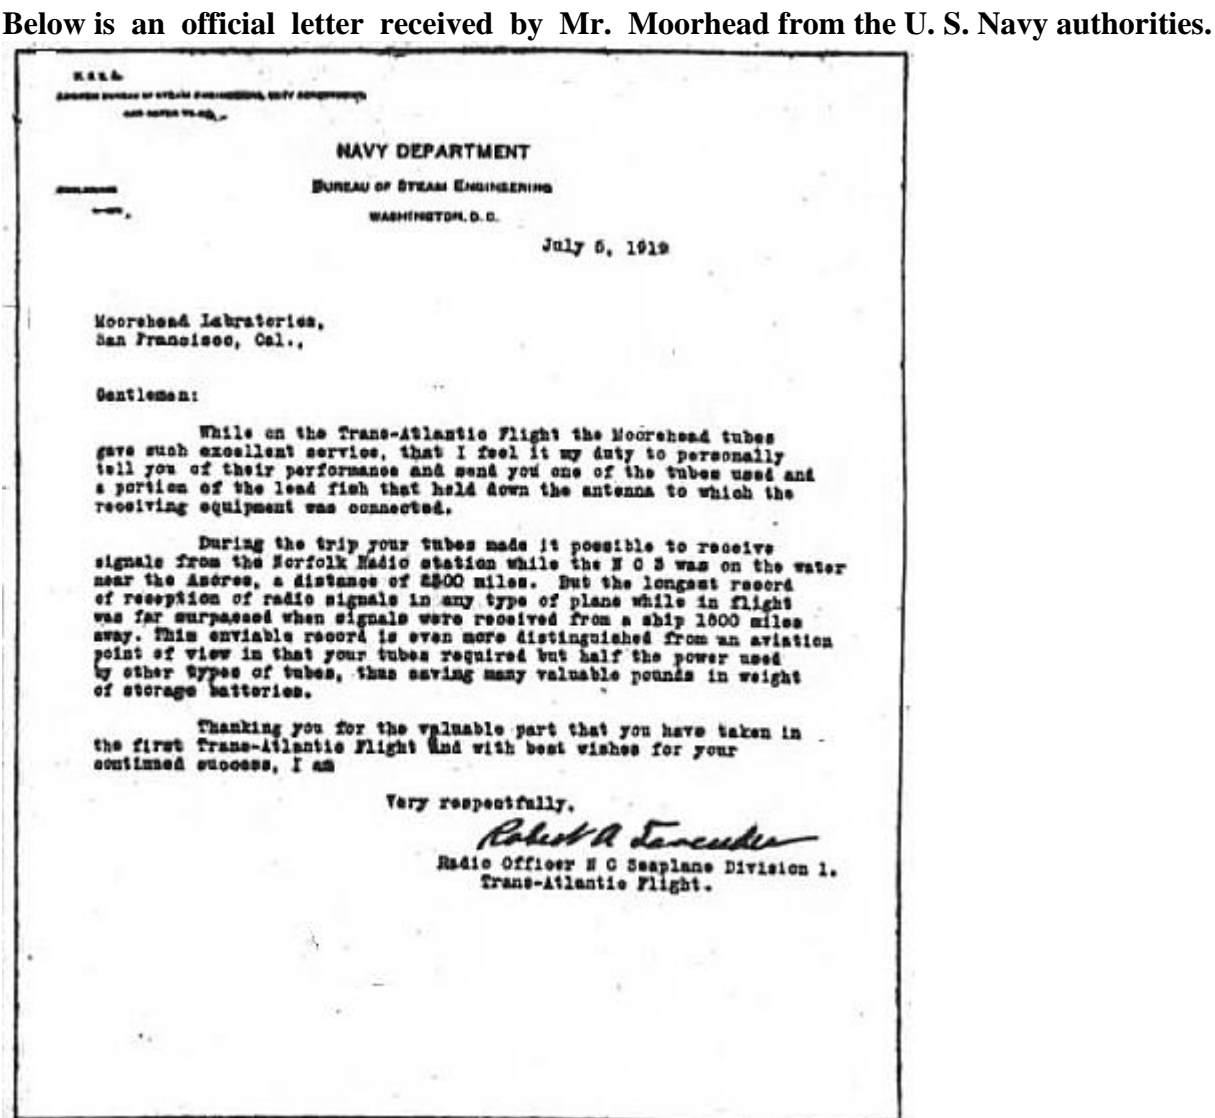 Below is an official letter received by Mr. Moorhead from the U. S. Navy authorities.
NAVY DEPARTMENT
BUREAU OF STEAM ENGINEERING
WASHINGTON, D. C.
July 5, 1919
Moorehead Labratories,
San Francisco, Cal.,
Gentlemen:
While on the Trans-Atlantic Flight the Moorehead tubes
gave such excellent service, that I feel it my duty to personally
tell you of their performance and send you one of the tubes used and
a portion of the lead fish that held down the antenna to which the
receiving equipment was connected.
During the trip your tubes made it possible to receive
signals from the Norfolk Radio station while the N C 3 was on the water
near the Azores, a distance of miles. But the longest record
of reception of radio signals in any type of plane while in flight
was far surpassed when signals were received from a ship miles
away. This enviable record is even more distinguished from an aviation
point of view in that your tubes required but half the power used
by other types of tubes, thus saving many valuable pounds in weight
of storage batteries.
Thanking you for the valuable part that you have taken in
the first Trans-Atlantic Flight and with best wishes for your
continued success, I am
Very respectfully,
Robert A
Radio Officer N C Seaplane Division 1.
Trans-Atlantic Flight.